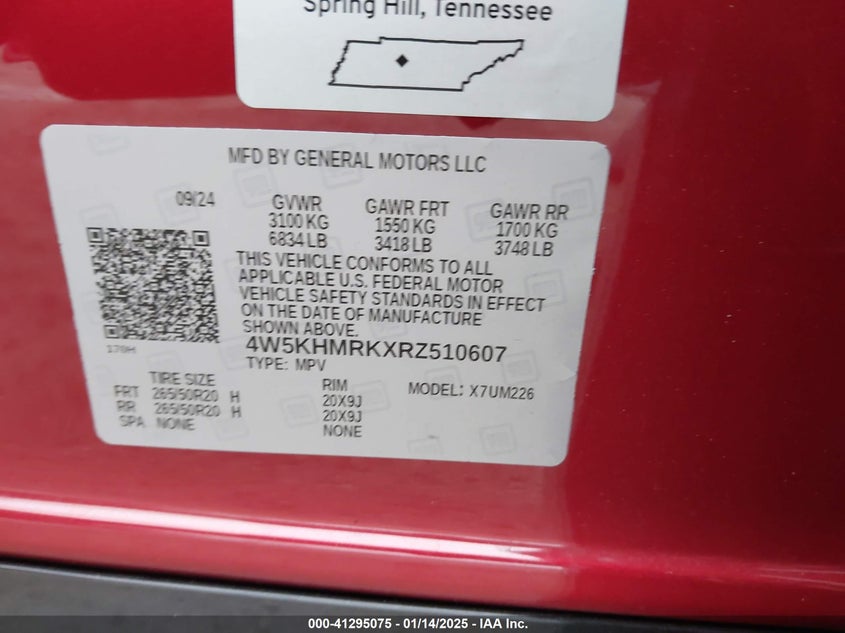 Spring Hill, Tennessee
MFD BY GENERAL MOTORS LLC
09/24 GVWR GAWR FRT GAWR RR
3100 KG 1550 KG 1700 KG
6834 LB 3418 LB 3748 LB
THIS VEHICLE CONFORMS TO ALL
APPLICABLE U.S. FEDERAL MOTOR
VEHICLE SAFETY STANDARDS IN EFFECT
ON THE DATE OF MANUFACTURE
SHOWN ABOVE.
170H 4W5KHMRKXRZ510607
TYPE: MPV
TIRE SIZE RIM MODEL: X7UM226
FRT 265/50R20 H 20X9J
RR 265/50R20 H 20X9J
SPA NONE NONE
000-41295075 - 01/14/2025 - IAA Inc.